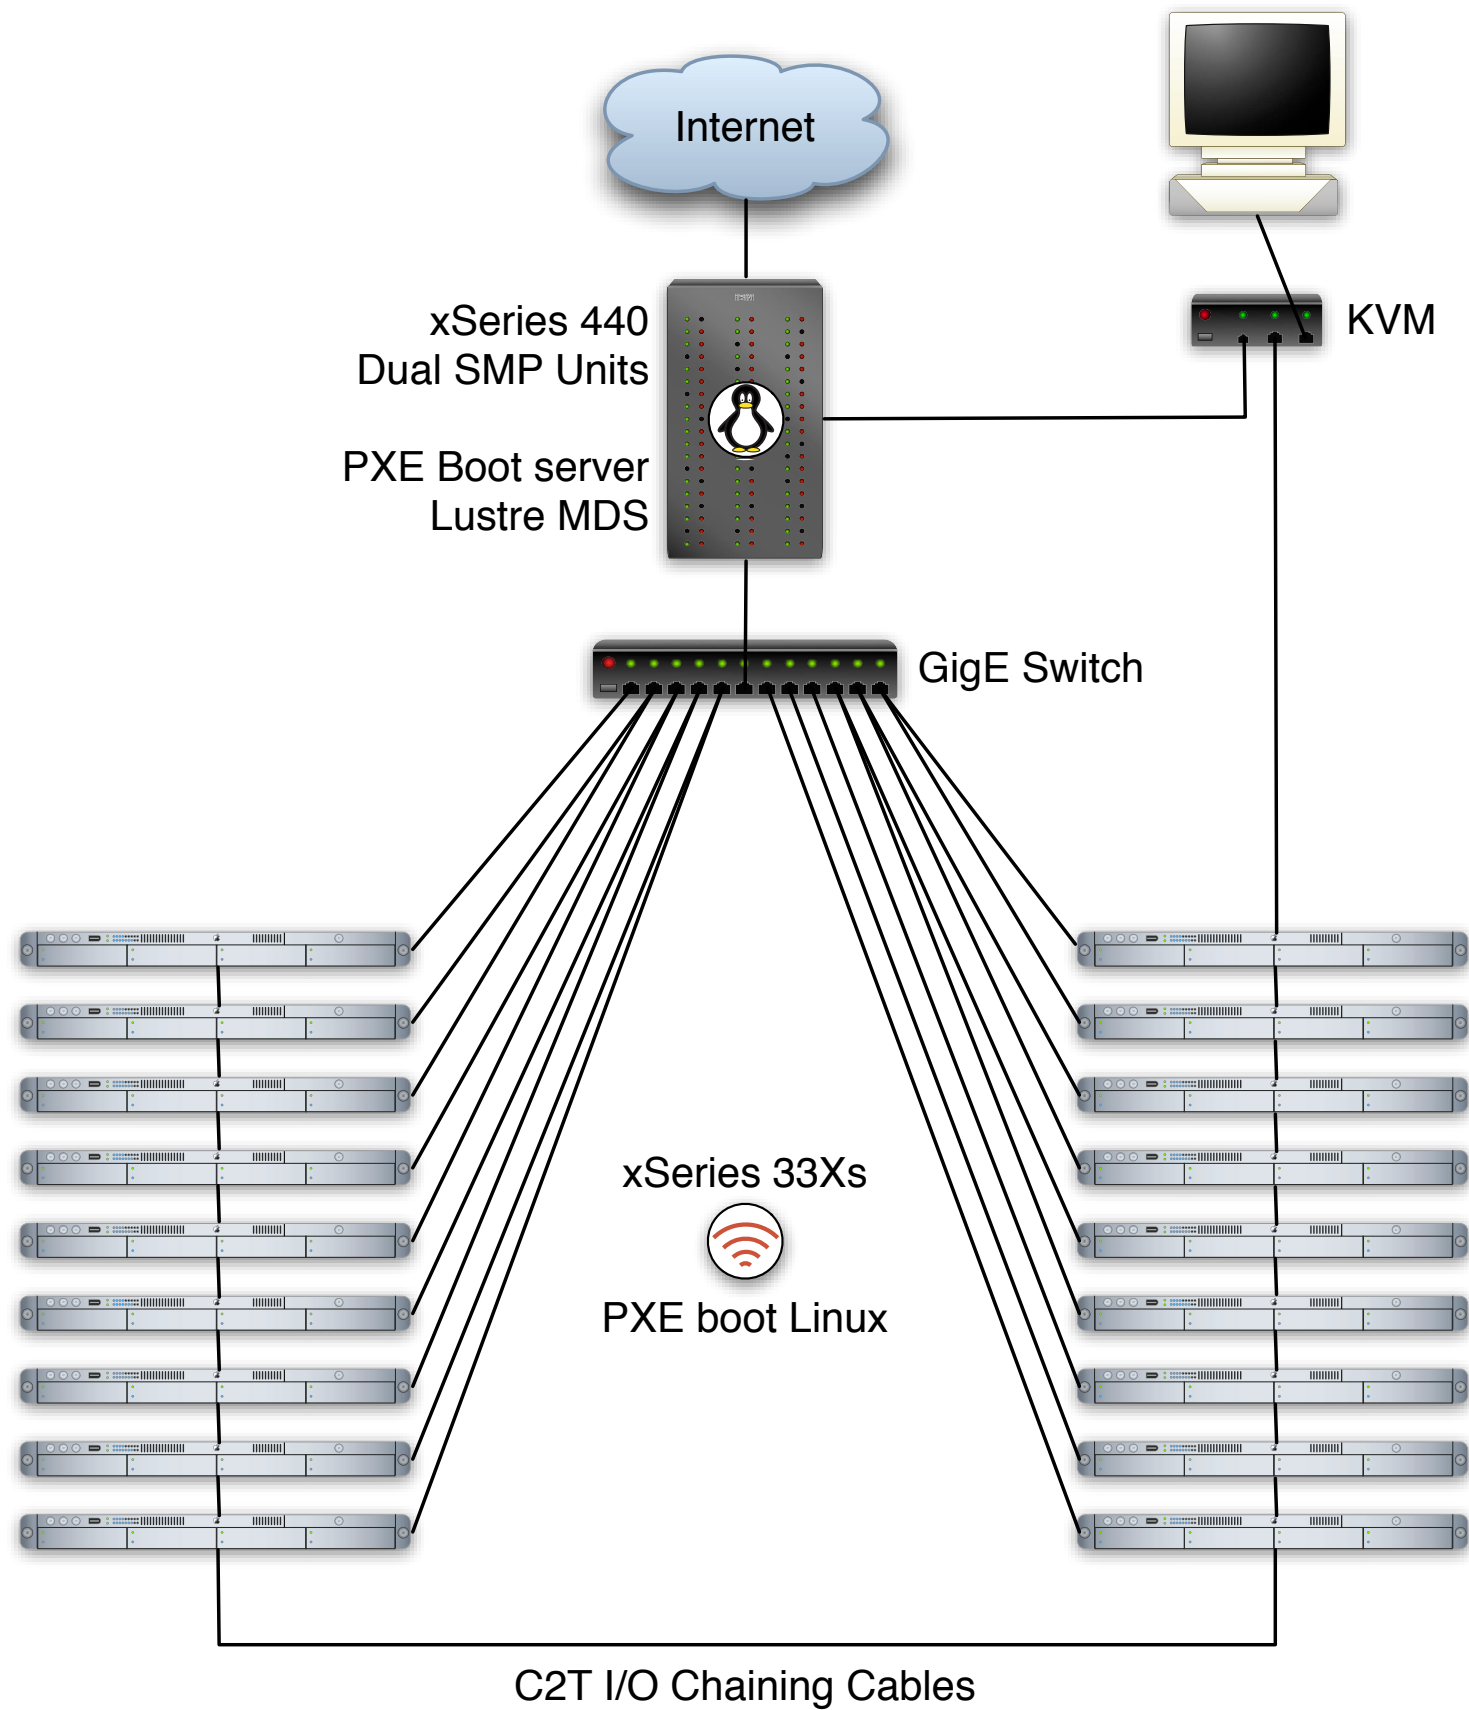 Internet
xSeries 440
Dual SMP Units
KVM
PXE Boot server
Lustre MDS
GigE Switch
xSeries 33Xs
PXE boot Linux
C2T I/O Chaining Cables